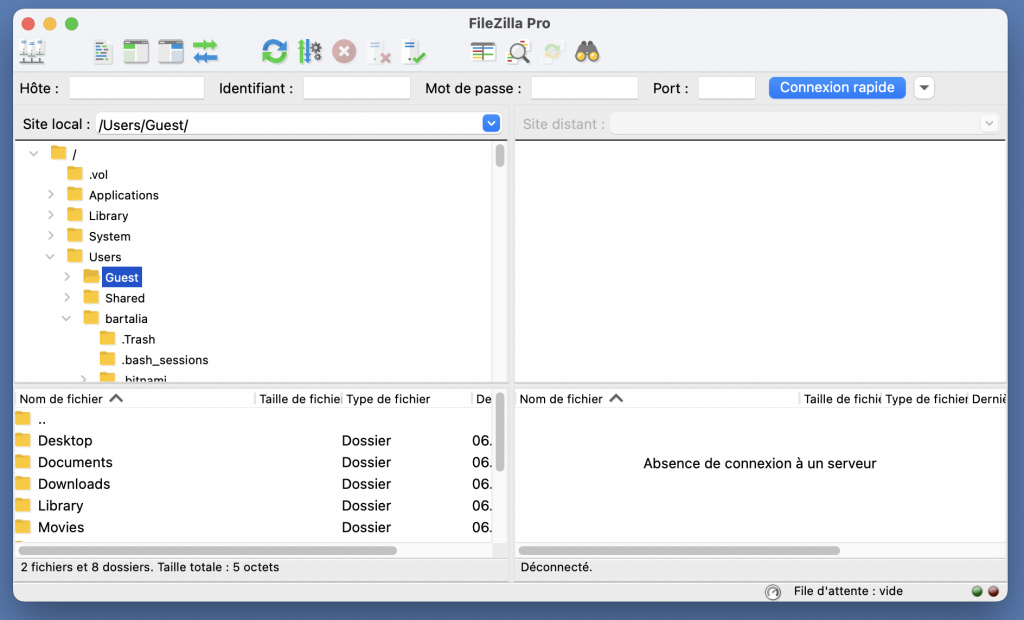 FileZilla Pro
Hôte : Identifiant : Mot de passe : Port : Connexion rapide
Site local : /Users/Guest/
Site distant :
/
.vol
Applications
Library
System
Users
Guest
Shared
bartalia
.Trash
.bash_sessions
.bitnami
Nom de fichier Taille de fichie Type de fichier De
..
Desktop Dossier 06.
Documents Dossier 06.
Downloads Dossier 06.
Library Dossier 06.
Movies Dossier 06.
2 fichiers et 8 dossiers. Taille totale : 5 octets
Nom de fichier Taille de fichie Type de fichier Derniè
Absence de connexion à un serveur
Déconnecté.
File d'attente : vide